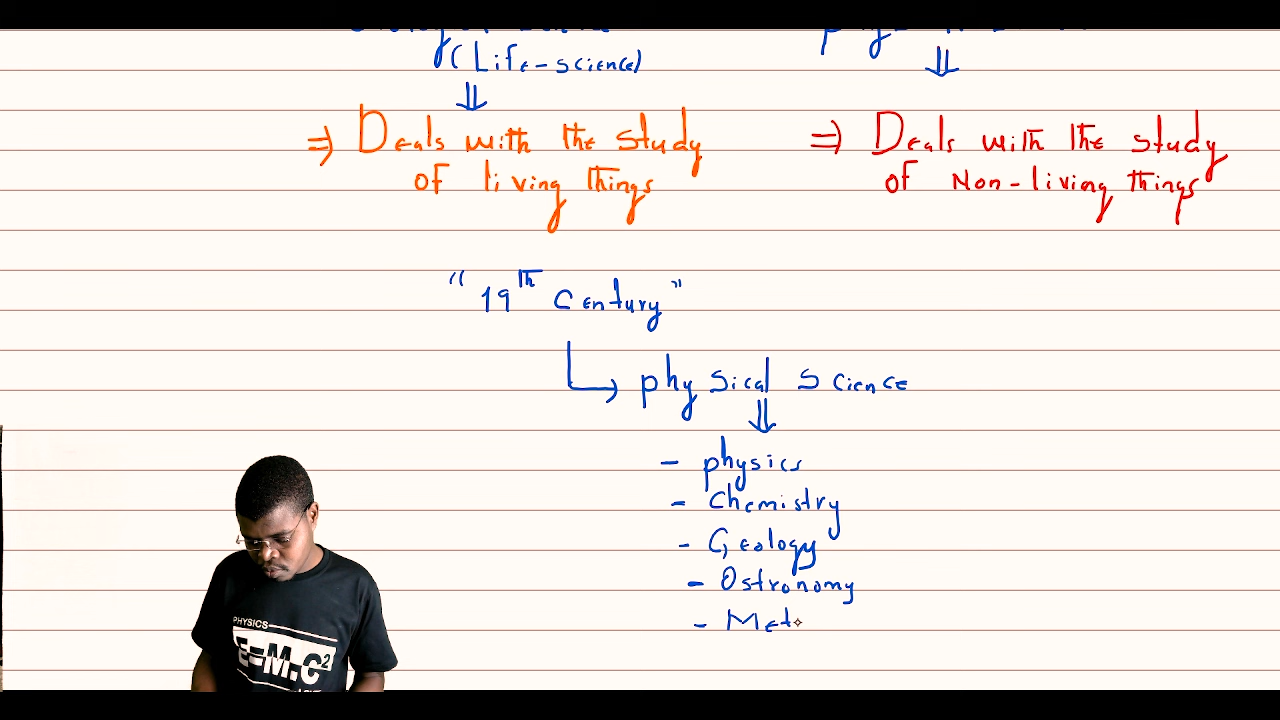 (Life-science)
⇒ Deals with the study
of living things
⇒ Deals with the study
of Non-living things
"19th Century"
physical science
- physics
- Chemistry
- Geology
- Ostronomy
- Met
PHYSICS
E=M.C²